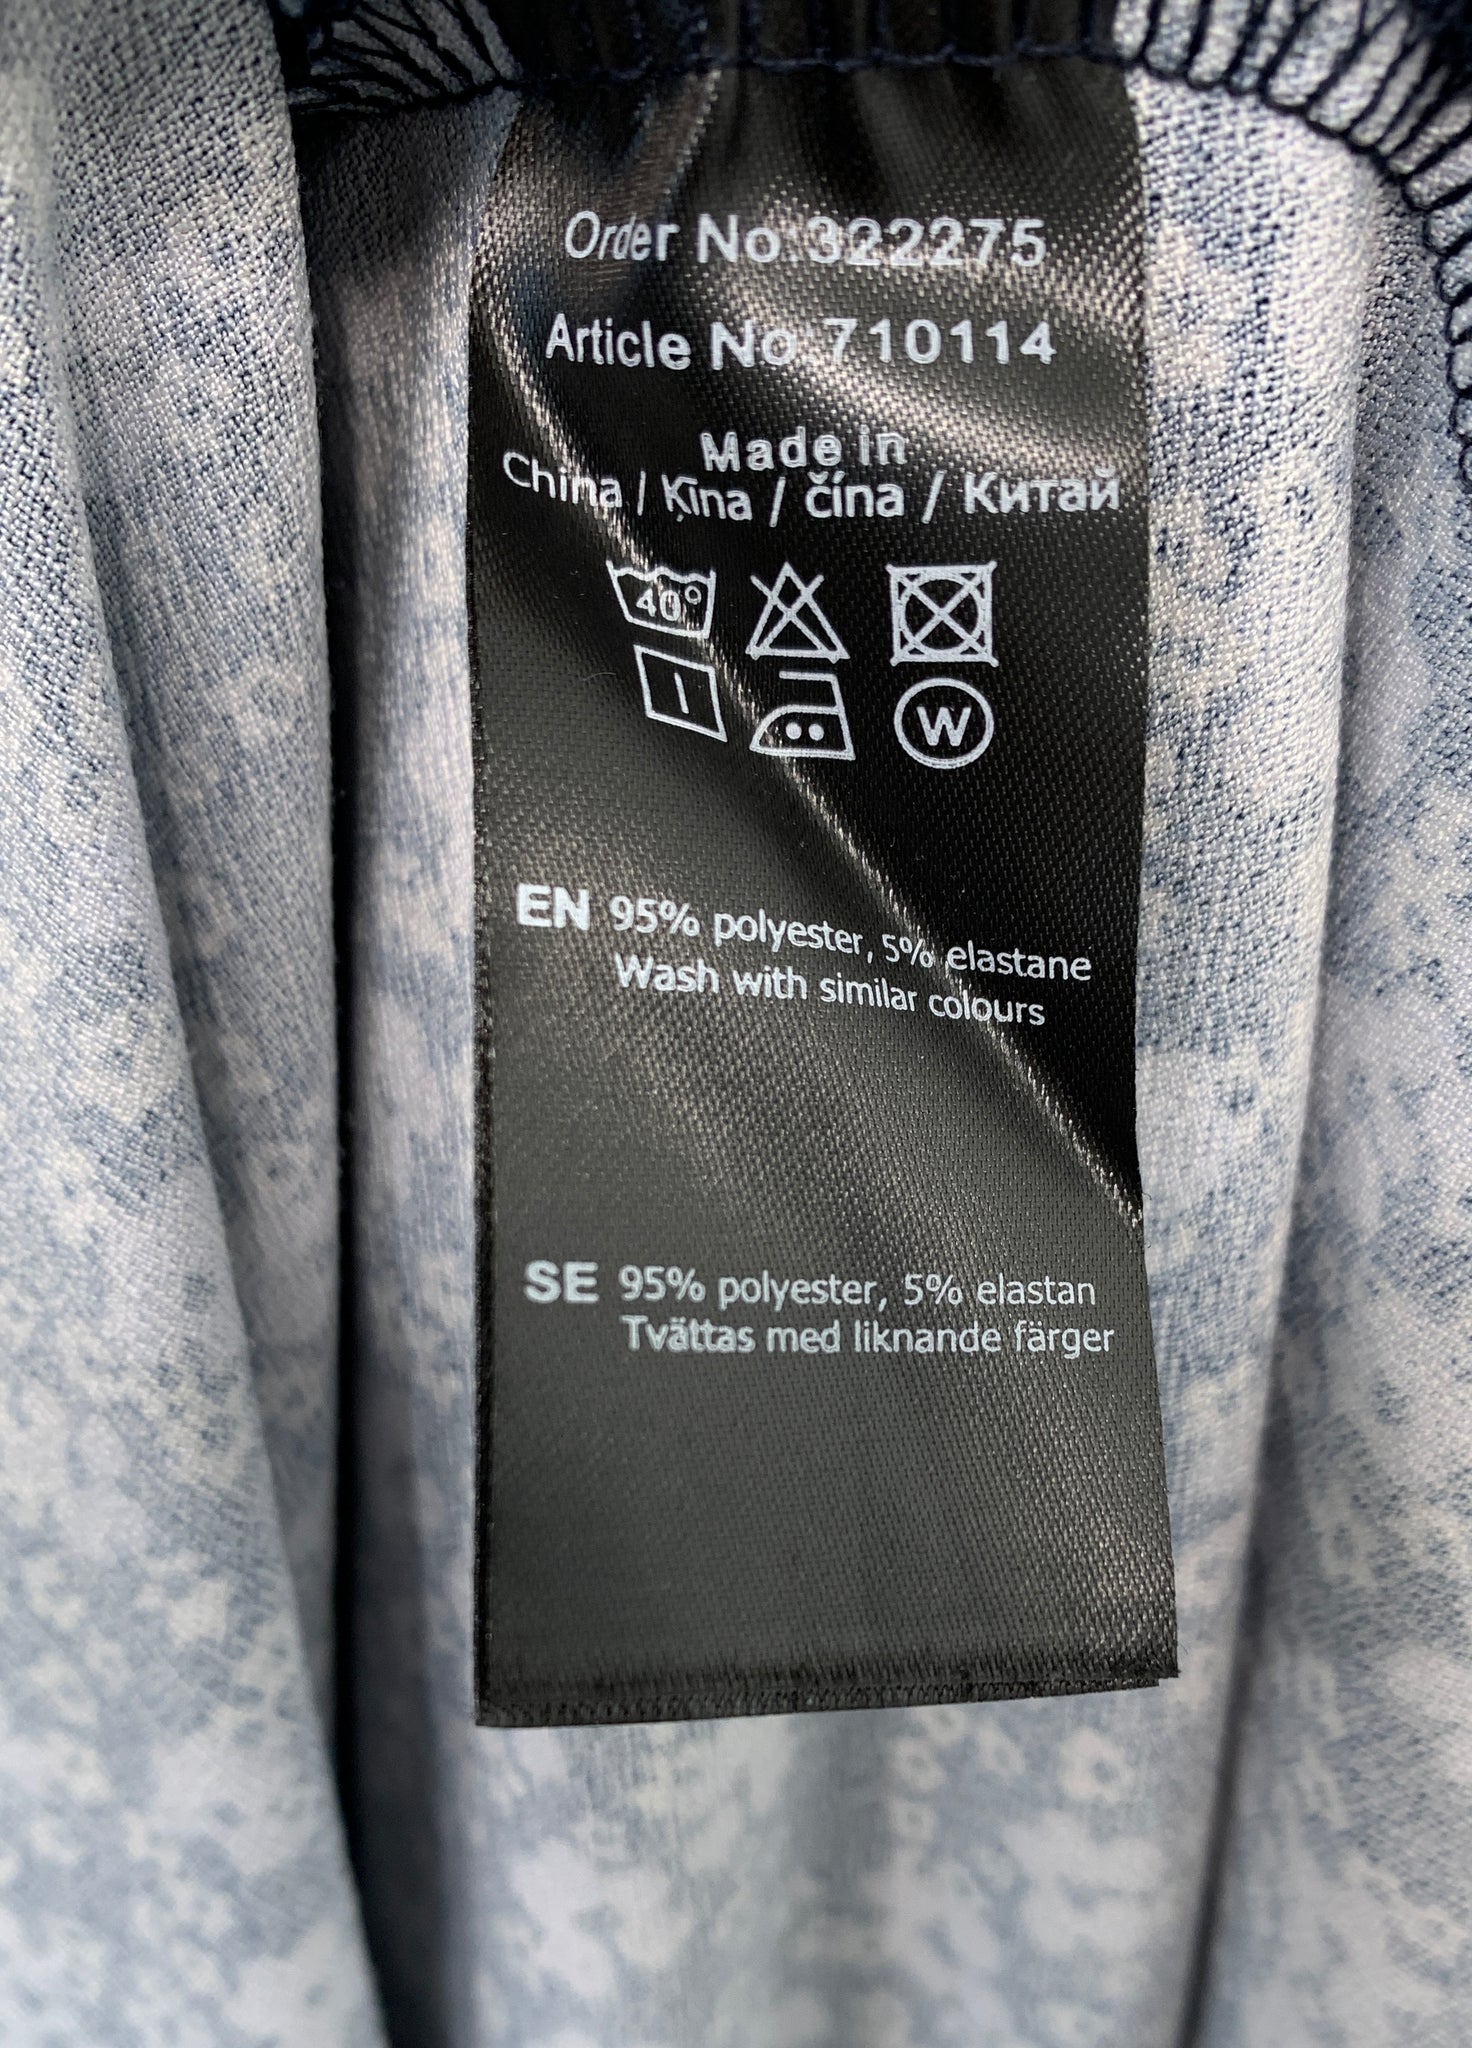 Order No:322275
Article No:710114
Made in
China / Ķīna / čína / Китай
40°
W
EN 95% polyester, 5% elastane
Wash with similar colours
SE 95% polyester, 5% elastan
Tvättas med liknande färger